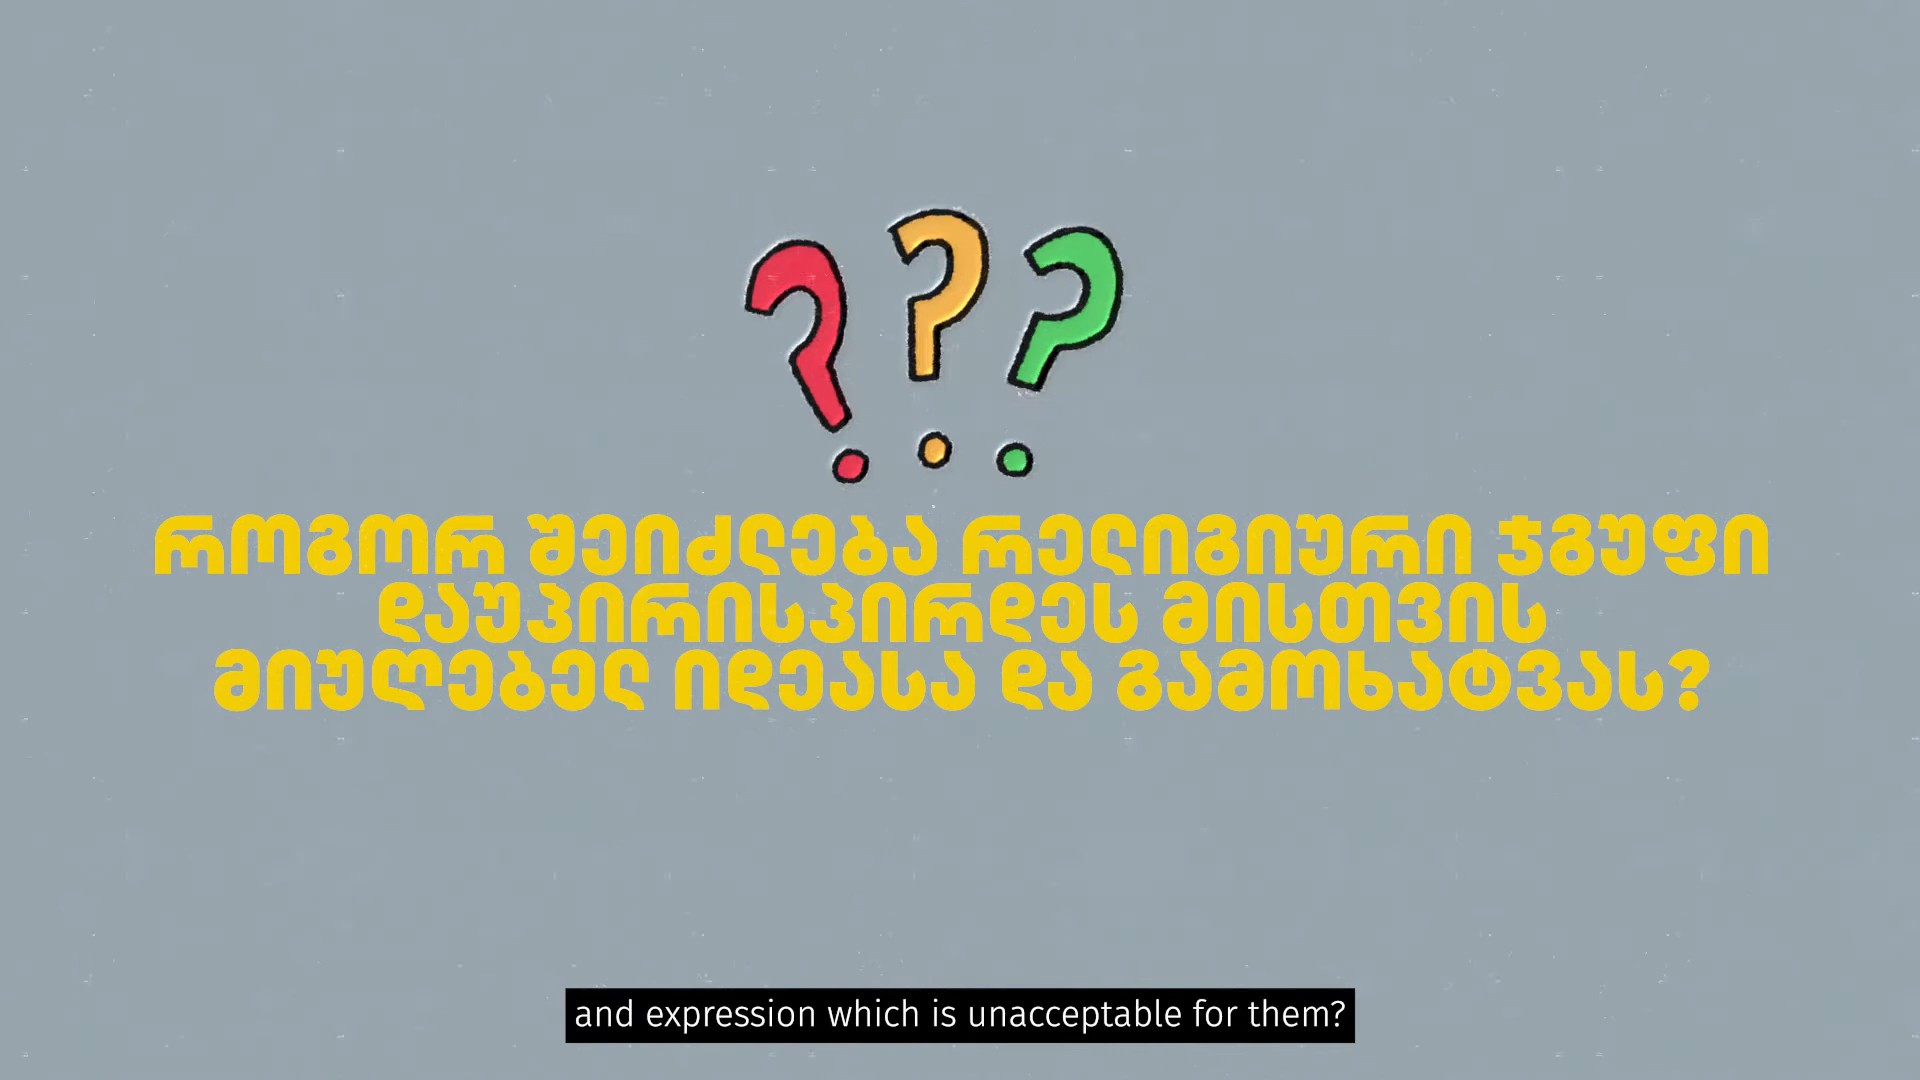 როგორ შეიძლება რელიგიური ჯგუფი
დაუპირისპირდეს მისთვის
მიუღებელ იდეასა და გამოხატვას?
and expression which is unacceptable for them?